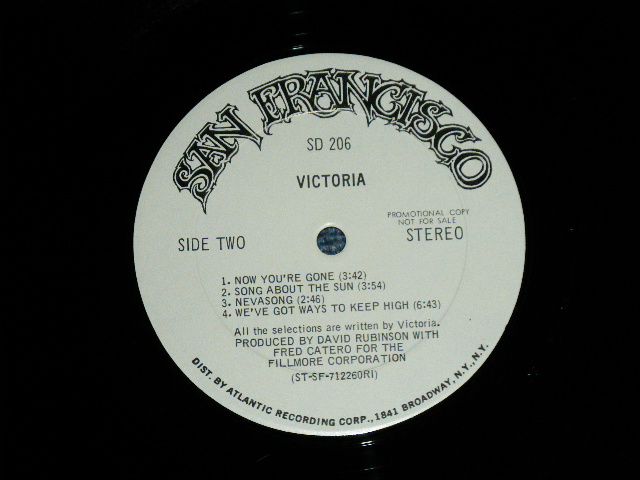 SAN FRANCISCO
SD 206
VICTORIA
PROMOTIONAL COPY
NOT FOR SALE
SIDE TWO
STEREO
1. NOW YOU'RE GONE (3:42)
2. SONG ABOUT THE SUN (3:54)
3. NEVASONG (2:46)
4. WE'VE GOT WAYS TO KEEP HIGH (6:43)
All the selections are written by Victoria.
PRODUCED BY DAVID RUBINSON WITH
FRED CATERO FOR THE
FILLMORE CORPORATION
(ST-SF-712260RI)
DIST. BY ATLANTIC RECORDING CORP., 1841 BROADWAY, N.Y., N.Y.